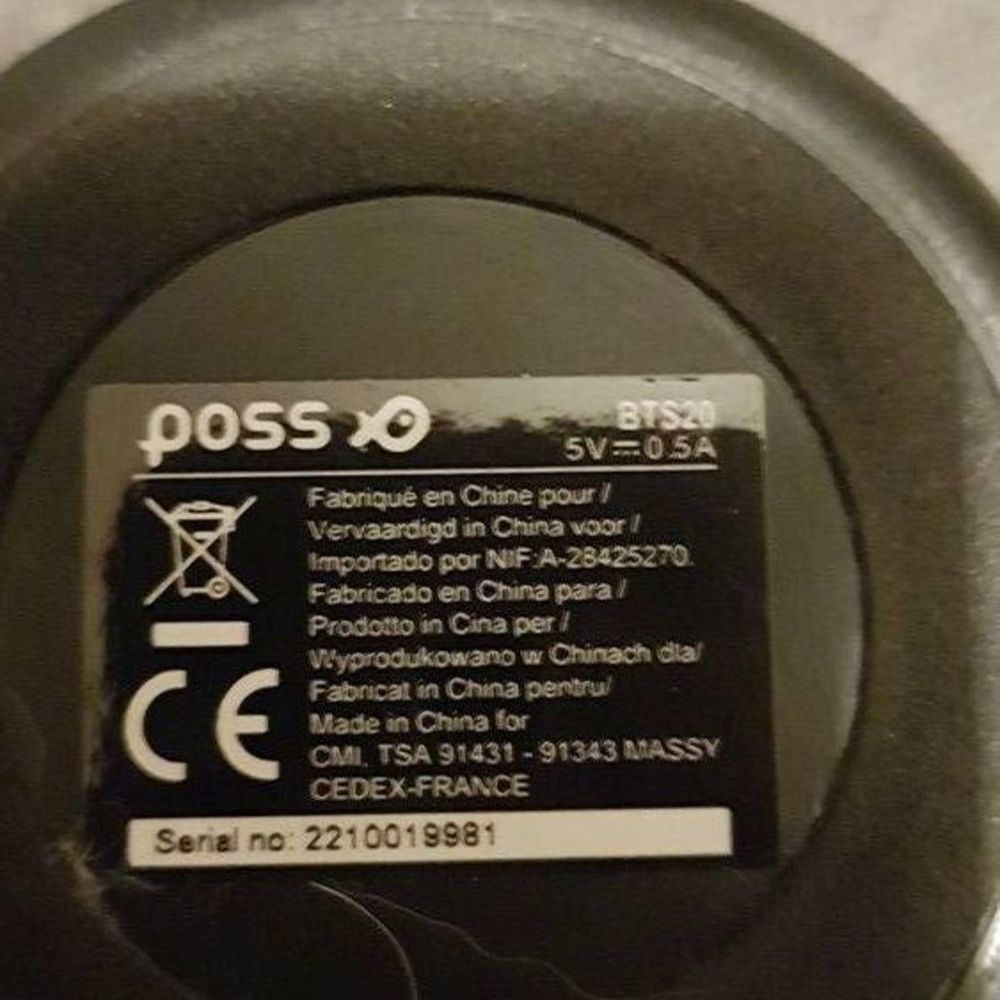 poss
BTS20
5V⎓0.5A
Fabriqué en Chine pour /
Vervaardigd in China voor /
Importado por NIF:A-28425270.
Fabricado en China para /
Prodotto in Cina per /
Wyprodukowano w Chinach dla/
Fabricat in China pentru/
Made in China for
CMI, TSA 91431 - 91343 MASSY
CEDEX-FRANCE
CE
Serial no: 2210019981